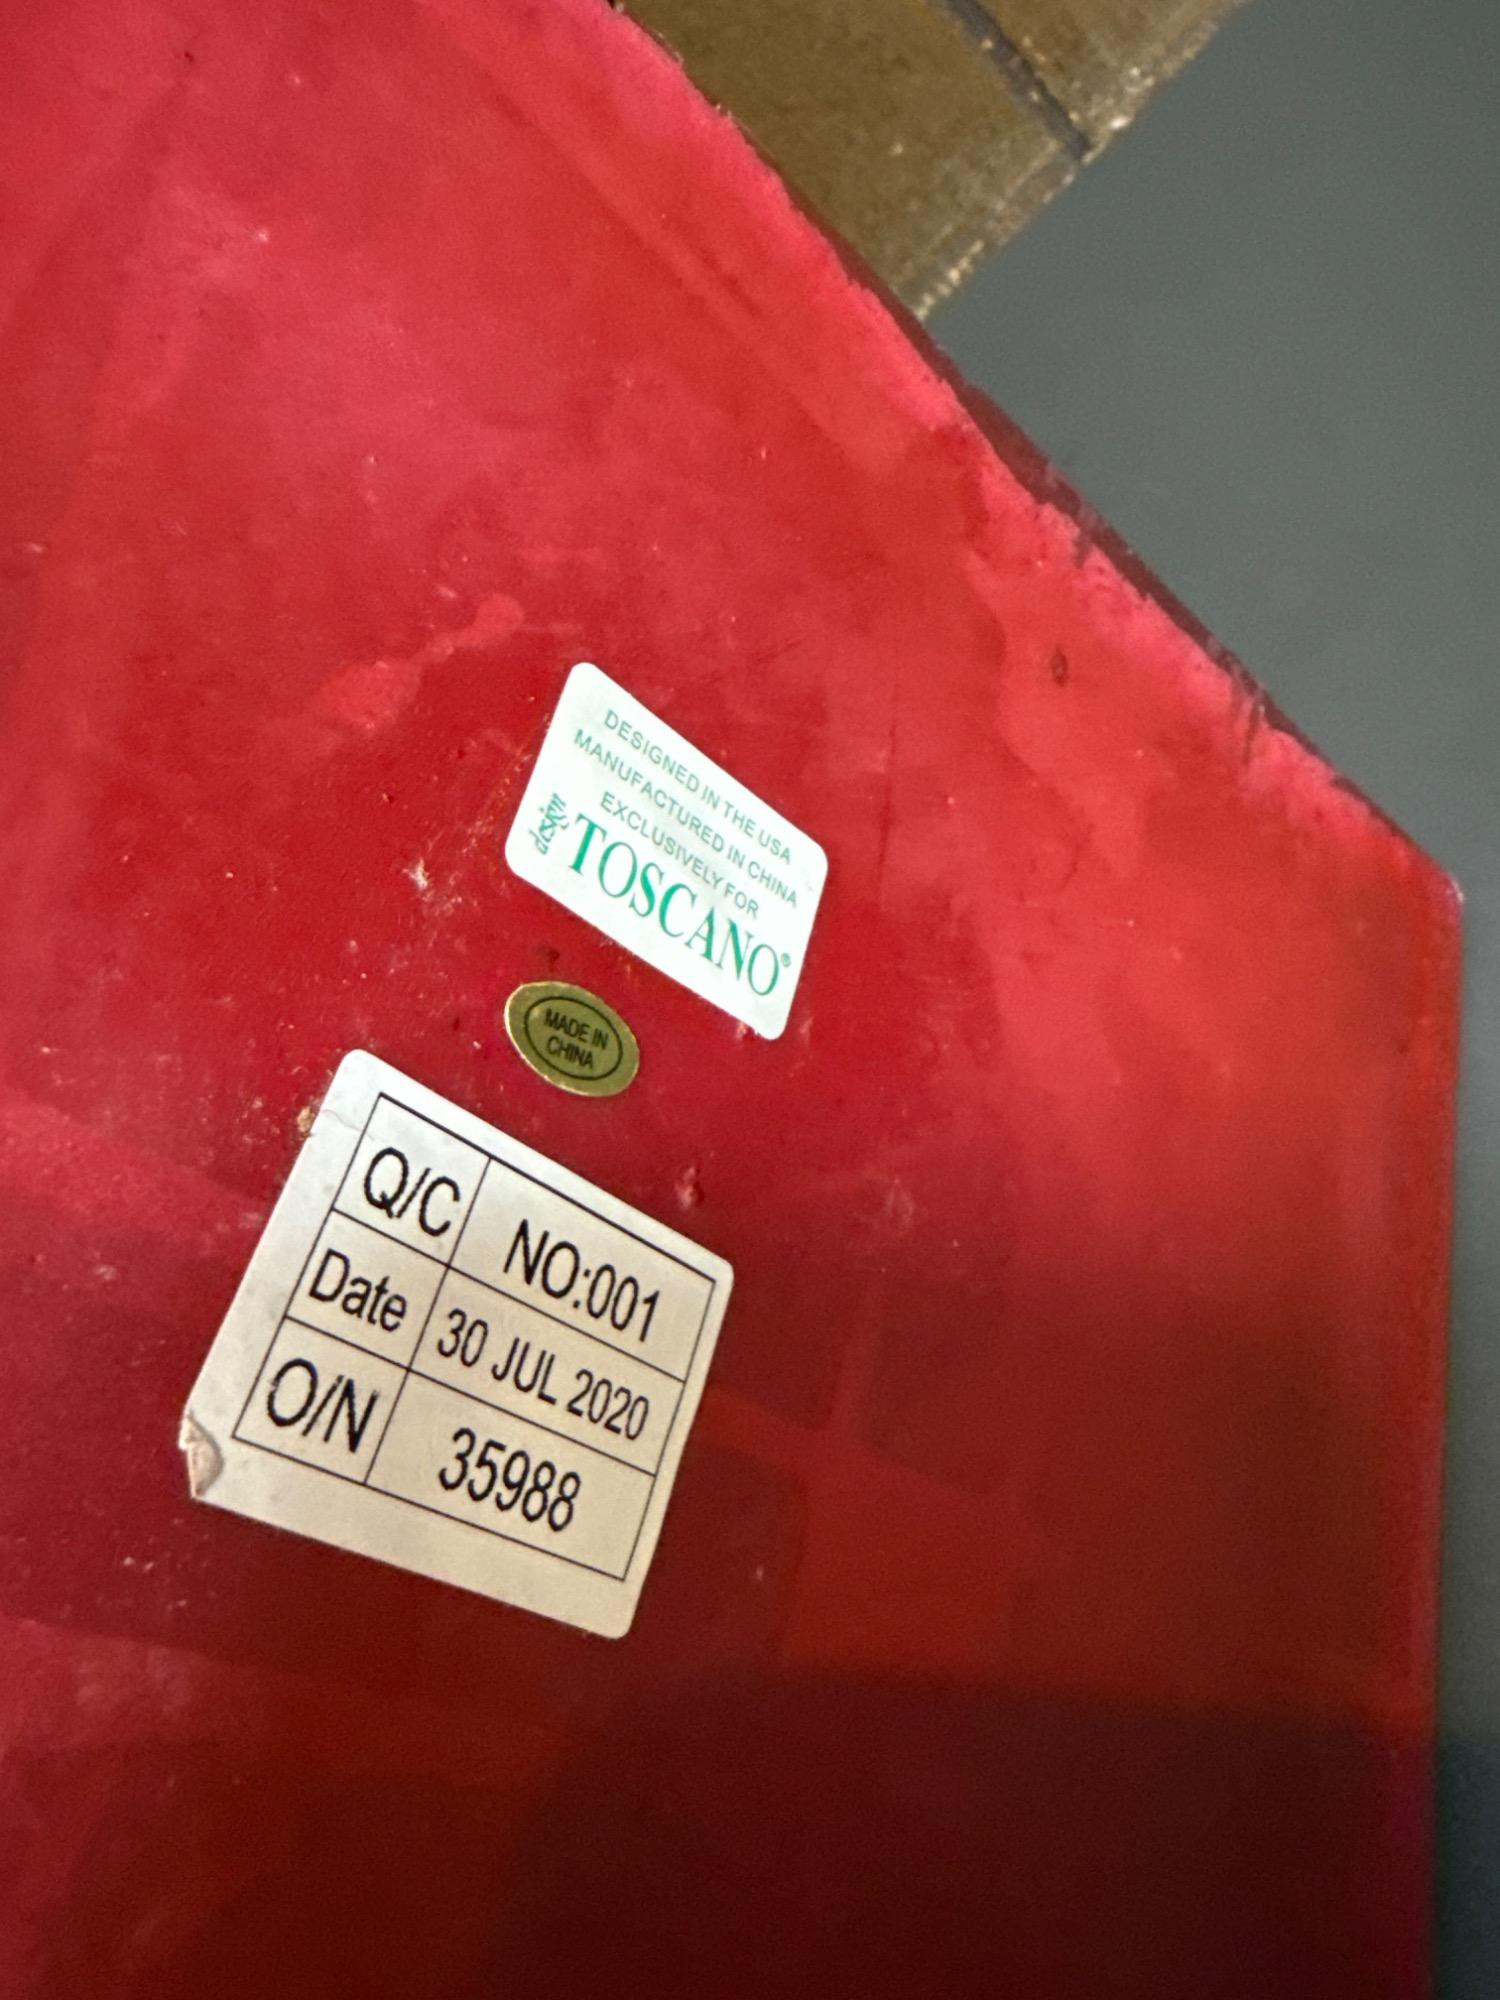 DESIGNED IN THE USA
MANUFACTURED IN CHINA
EXCLUSIVELY FOR
design TOSCANO®
MADE IN
CHINA
Q/C NO:001
Date 30 JUL 2020
O/N 35988